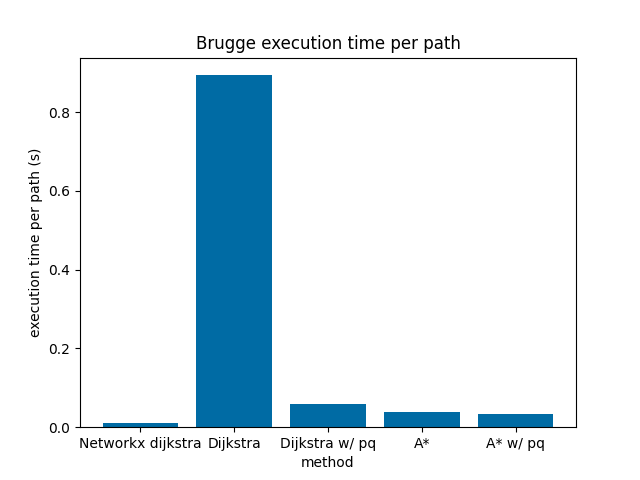 Brugge execution time per path
execution time per path (s)
0.8
0.6
0.4
0.2
0.0
Networkx dijkstra Dijkstra Dijkstra w/ pq A* A* w/ pq
method